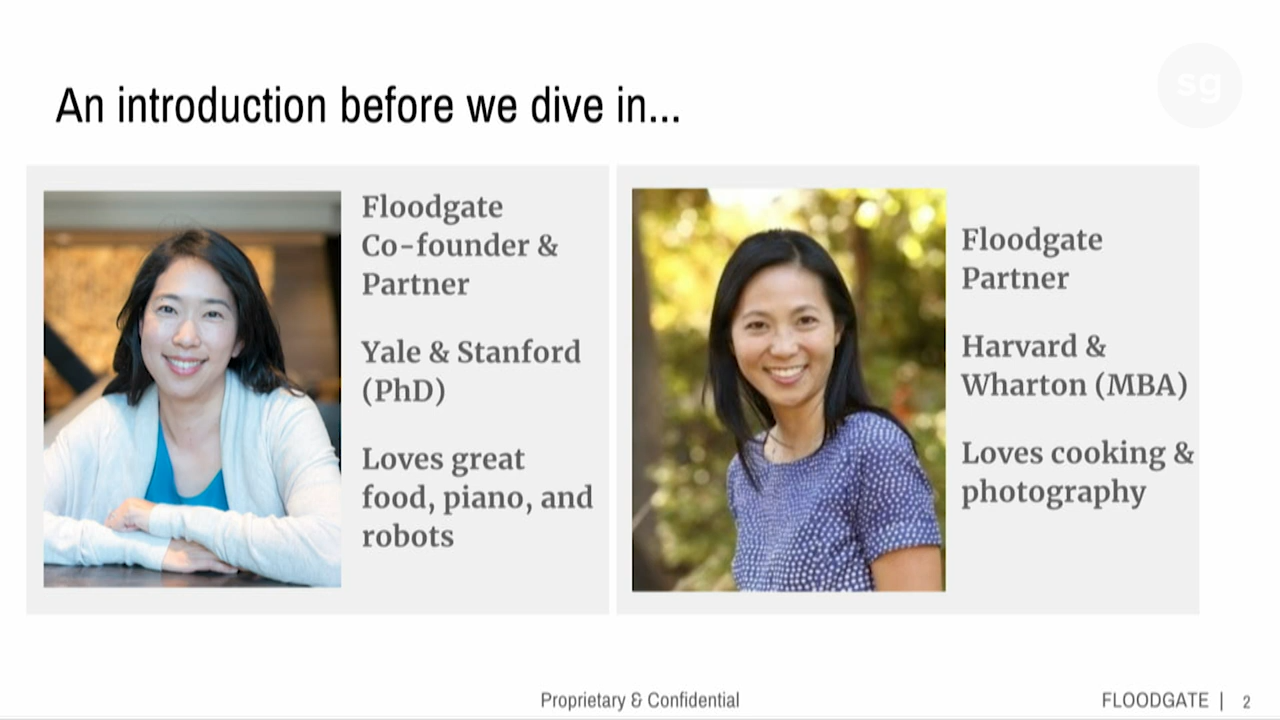 sg
An introduction before we dive in...
Floodgate
Co-founder &
Partner
Yale & Stanford
(PhD)
Loves great
food, piano, and
robots
Floodgate
Partner
Harvard &
Wharton (MBA)
Loves cooking &
photography
Proprietary & Confidential
FLOODGATE | 2